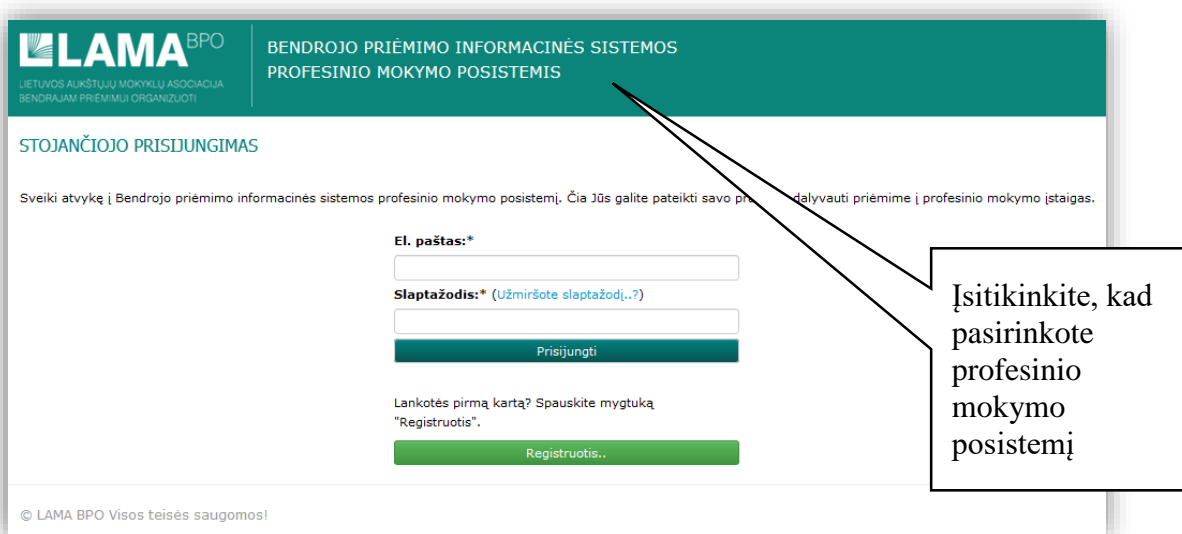 LAMA BPO
LIETUVOS AUKŠTŲJŲ MOKYKLŲ ASOCIACIJA
BENDRAJAM PRIĖMIMUI ORGANIZUOTI
BENDROJO PRIĖMIMO INFORMACINĖS SISTEMOS
PROFESINIO MOKYMO POSISTEMIS
STOJANČIOJO PRISIJUNGIMAS
Sveiki atvykę į Bendrojo priėmimo informacinės sistemos profesinio mokymo posistemį. Čia Jūs galite pateikti savo dalyvauti priėmime į profesinio mokymo įstaigas.
El. paštas:*
Slaptažodis:* (Užmiršote slaptažodį..?)
Prisijungti
Lankotės pirmą kartą? Spauskite mygtuką
"Registruotis".
Registruotis..
Įsitikinkite, kad
pasirinkote
profesinio
mokymo
posistemį
© LAMA BPO Visos teisės saugomos!